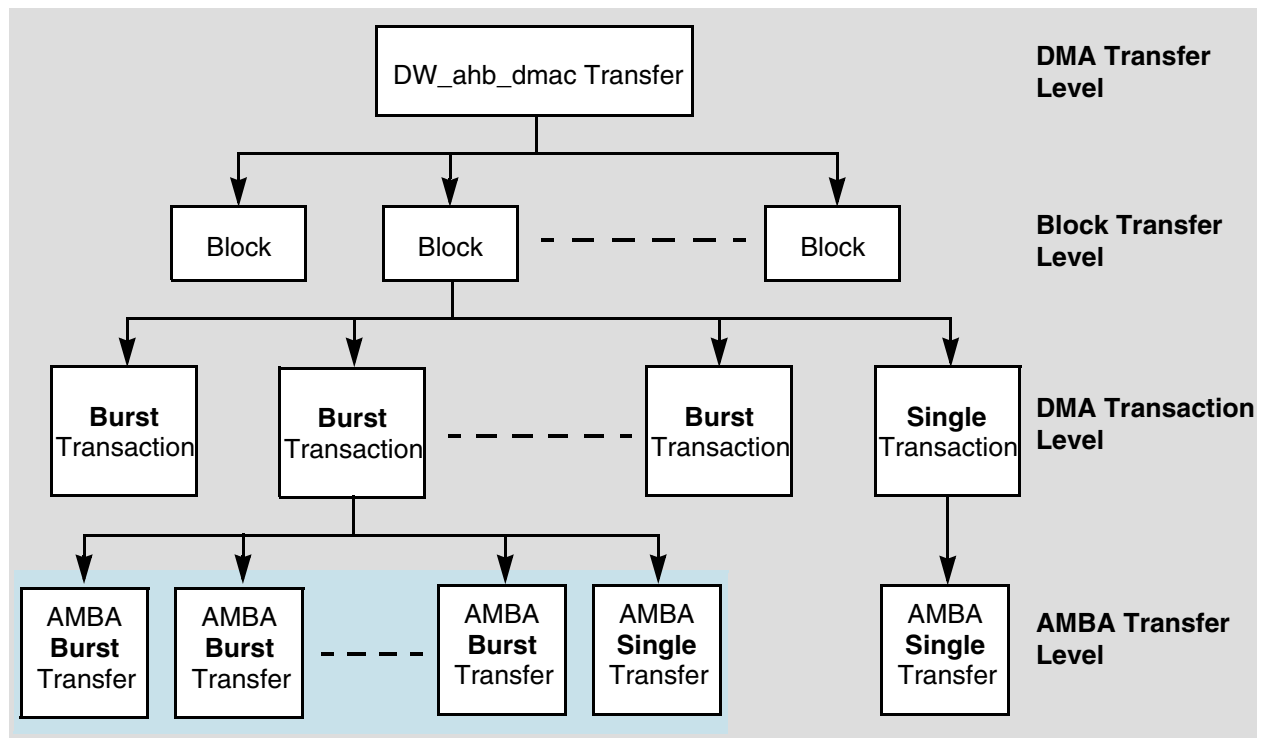 DW_ahb_dmac Transfer
DMA Transfer
Level
Block
Block
Block
Block Transfer
Level
Burst
Transaction
Burst
Transaction
Burst
Transaction
Single
Transaction
DMA Transaction
Level
AMBA
Burst
Transfer
AMBA
Burst
Transfer
AMBA
Burst
Transfer
AMBA
Single
Transfer
AMBA
Single
Transfer
AMBA Transfer
Level